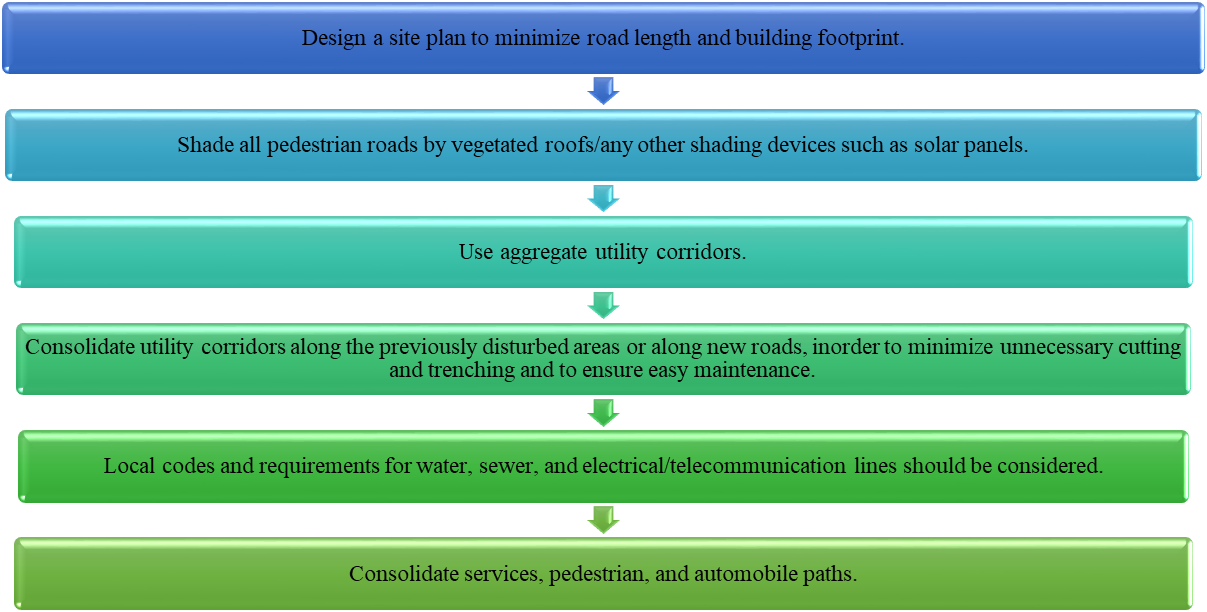 Design a site plan to minimize road length and building footprint.
Shade all pedestrian roads by vegetated roofs/any other shading devices such as solar panels.
Use aggregate utility corridors.
Consolidate utility corridors along the previously disturbed areas or along new roads, inorder to minimize unnecessary cutting
and trenching and to ensure easy maintenance.
Local codes and requirements for water, sewer, and electrical/telecommunication lines should be considered.
Consolidate services, pedestrian, and automobile paths.